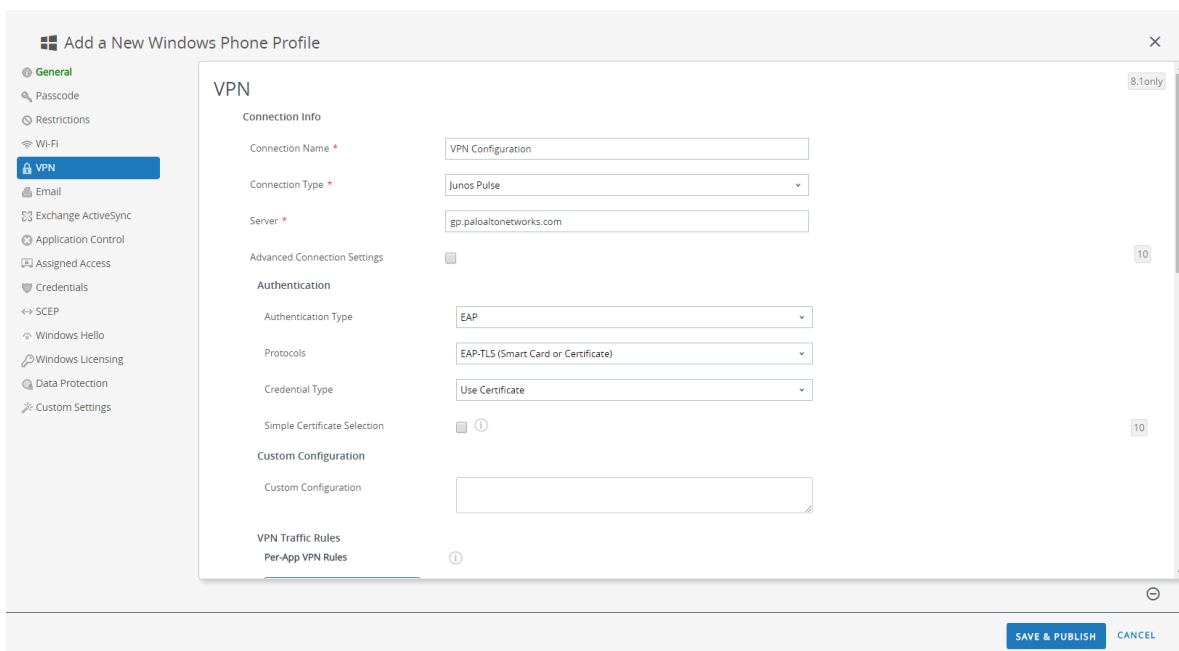 Add a New Windows Phone Profile
General
Passcode
Restrictions
Wi-Fi
VPN
Email
Exchange ActiveSync
Application Control
Assigned Access
Credentials
SCEP
Windows Hello
Windows Licensing
Data Protection
Custom Settings
VPN
8.1only
Connection Info
Connection Name * VPN Configuration
Connection Type * Junos Pulse
Server * gp.paloaltonetworks.com
Advanced Connection Settings 10
Authentication
Authentication Type EAP
Protocols EAP-TLS (Smart Card or Certificate)
Credential Type Use Certificate
Simple Certificate Selection 10
Custom Configuration
Custom Configuration
VPN Traffic Rules
Per-App VPN Rules
SAVE & PUBLISH CANCEL